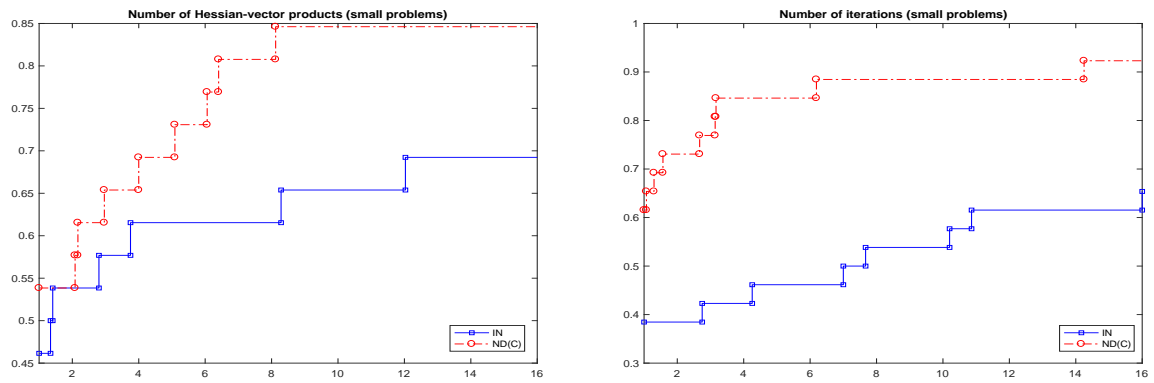 Number of Hessian-vector products (small problems)
0.85
0.8
0.75
0.7
0.65
0.6
0.55
0.5
0.45
2 4 6 8 10 12 14 16
IN
ND(C)
Number of iterations (small problems)
1
0.9
0.8
0.7
0.6
0.5
0.4
0.3
2 4 6 8 10 12 14 16
IN
ND(C)